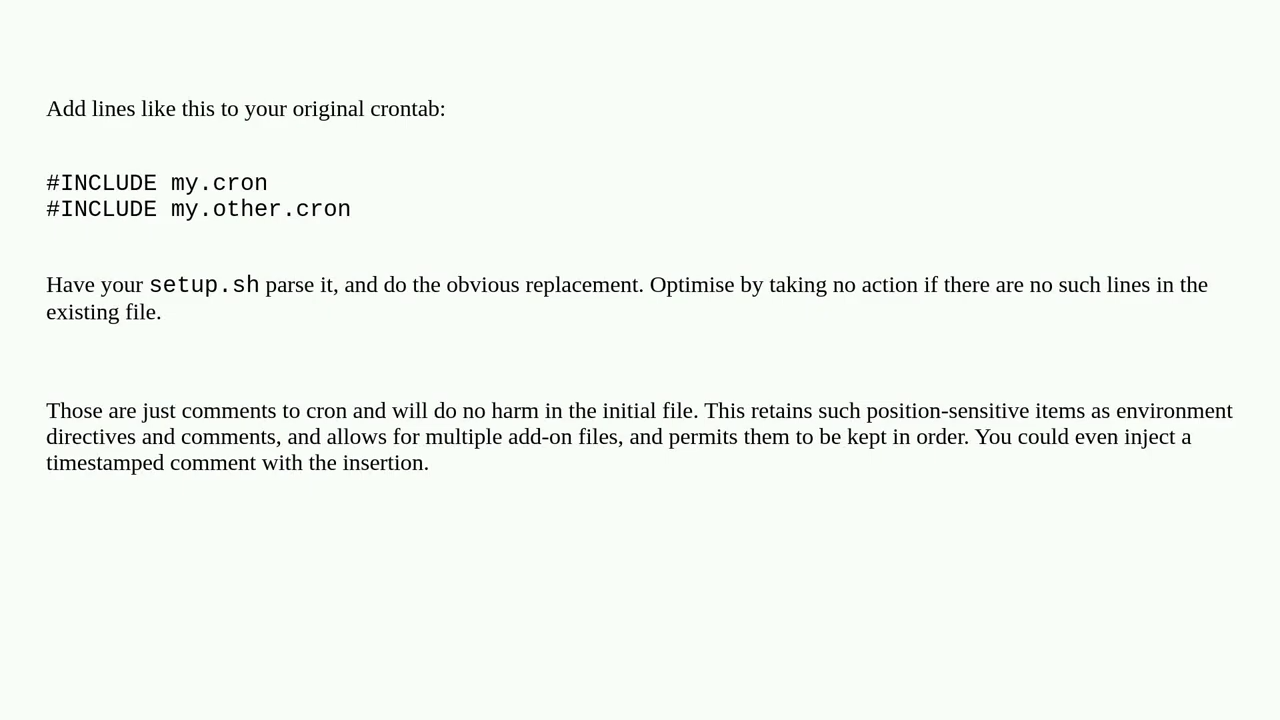 Add lines like this to your original crontab:
#INCLUDE my.cron
#INCLUDE my.other.cron
Have your setup.sh parse it, and do the obvious replacement. Optimise by taking no action if there are no such lines in the
existing file.
Those are just comments to cron and will do no harm in the initial file. This retains such position-sensitive items as environment
directives and comments, and allows for multiple add-on files, and permits them to be kept in order. You could even inject a
timestamped comment with the insertion.